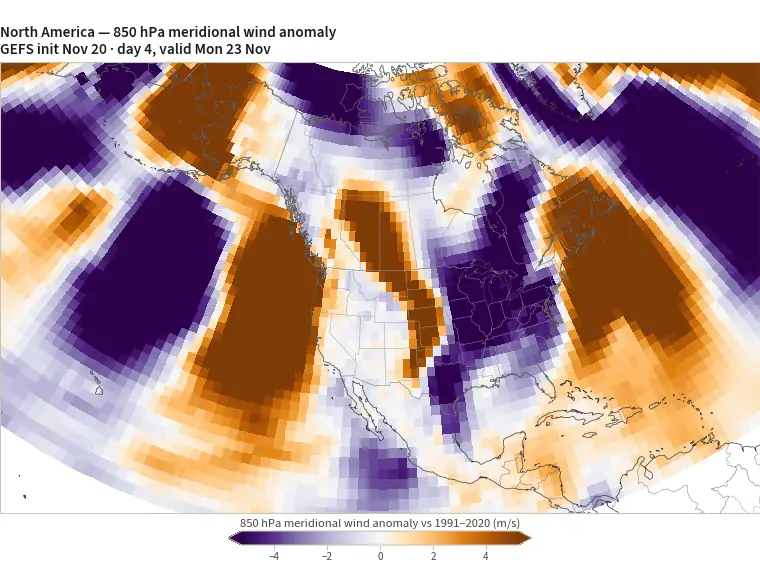 North America — 850 hPa meridional wind anomaly
GEFS init Nov 20 · day 4, valid Mon 23 Nov
850 hPa meridional wind anomaly vs 1991–2020 (m/s)
−4 −2 0 2 4